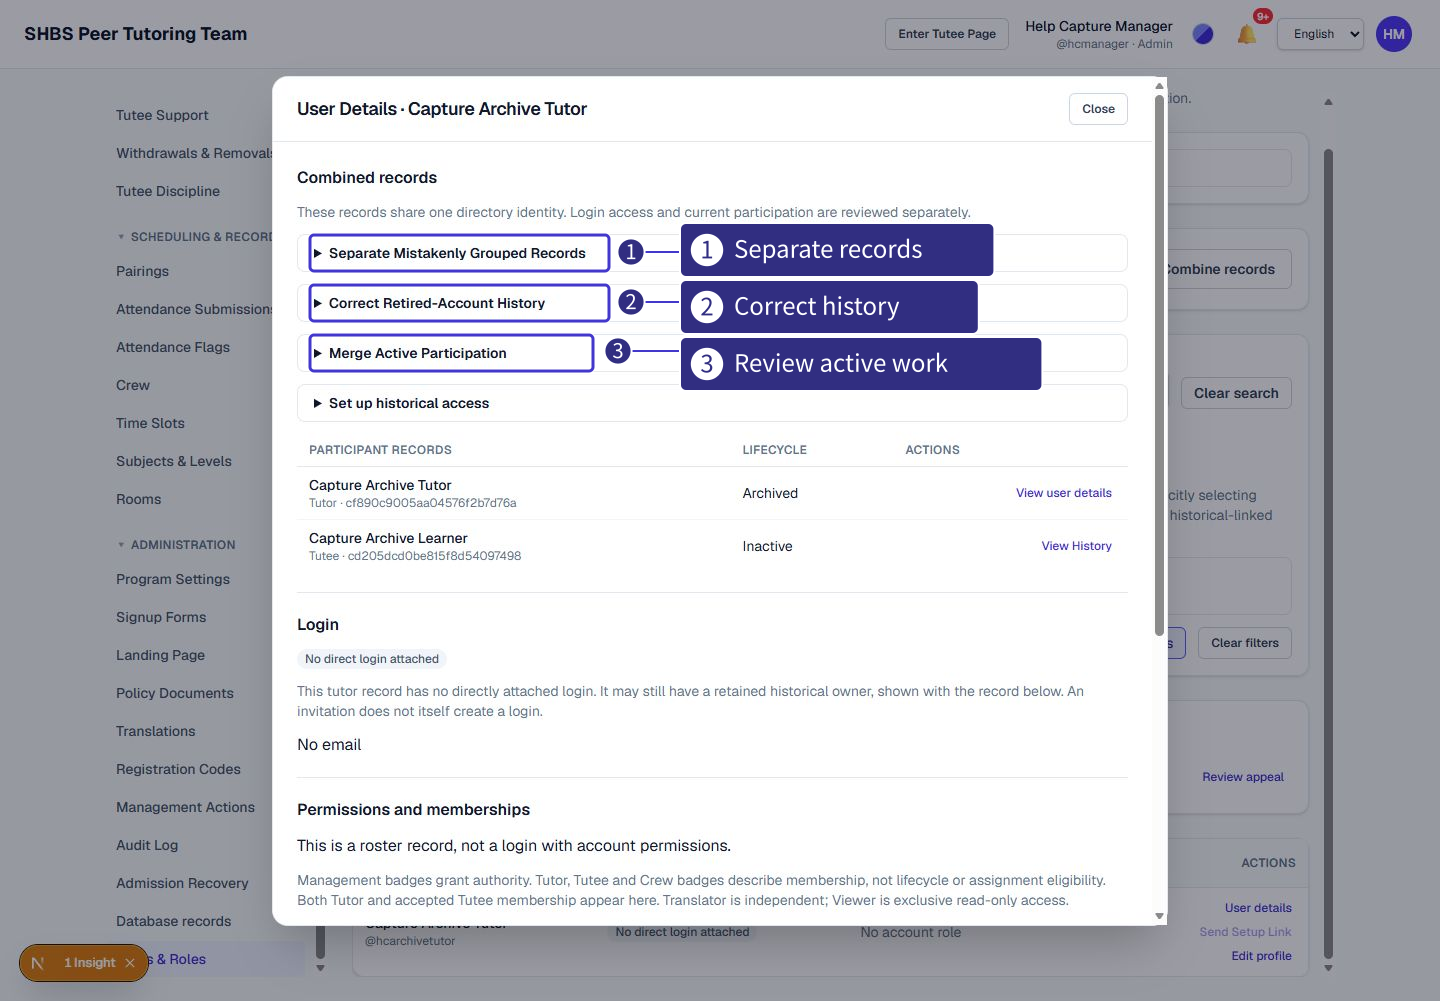 SHBS Peer Tutoring Team
Enter Tutee Page
Help Capture Manager
@hcmanager · Admin
9+
English
HM
Tutee Support
Withdrawals & Removals
Tutee Discipline
SCHEDULING & RECORD
Pairings
Attendance Submissions
Attendance Flags
Crew
Time Slots
Subjects & Levels
Rooms
ADMINISTRATION
Program Settings
Signup Forms
Landing Page
Policy Documents
Translations
Registration Codes
Management Actions
Audit Log
Admission Recovery
Database records
s & Roles
N 1 Insight ×
User Details · Capture Archive Tutor
Close
Combined records
These records share one directory identity. Login access and current participation are reviewed separately.
Separate Mistakenly Grouped Records
1
1 Separate records
Correct Retired-Account History
2
2 Correct history
Merge Active Participation
3
3 Review active work
Set up historical access
PARTICIPANT RECORDS LIFECYCLE ACTIONS
Capture Archive Tutor
Tutor · cf890c9005aa04576f2b7d76a
Archived
View user details
Capture Archive Learner
Tutee · cd205dcd0be815f8d54097498
Inactive
View History
Login
No direct login attached
This tutor record has no directly attached login. It may still have a retained historical owner, shown with the record below. An
invitation does not itself create a login.
No email
Permissions and memberships
This is a roster record, not a login with account permissions.
Management badges grant authority. Tutor, Tutee and Crew badges describe membership, not lifecycle or assignment eligibility.
Both Tutor and accepted Tutee membership appear here. Translator is independent; Viewer is exclusive read-only access.
tion.
Combine records
Clear search
citly selecting
historical-linked
s
Clear filters
Review appeal
ACTIONS
User details
Send Setup Link
Edit profile
Capture Archive Tutor
@hcarchivetutor
No direct login attached
No account role